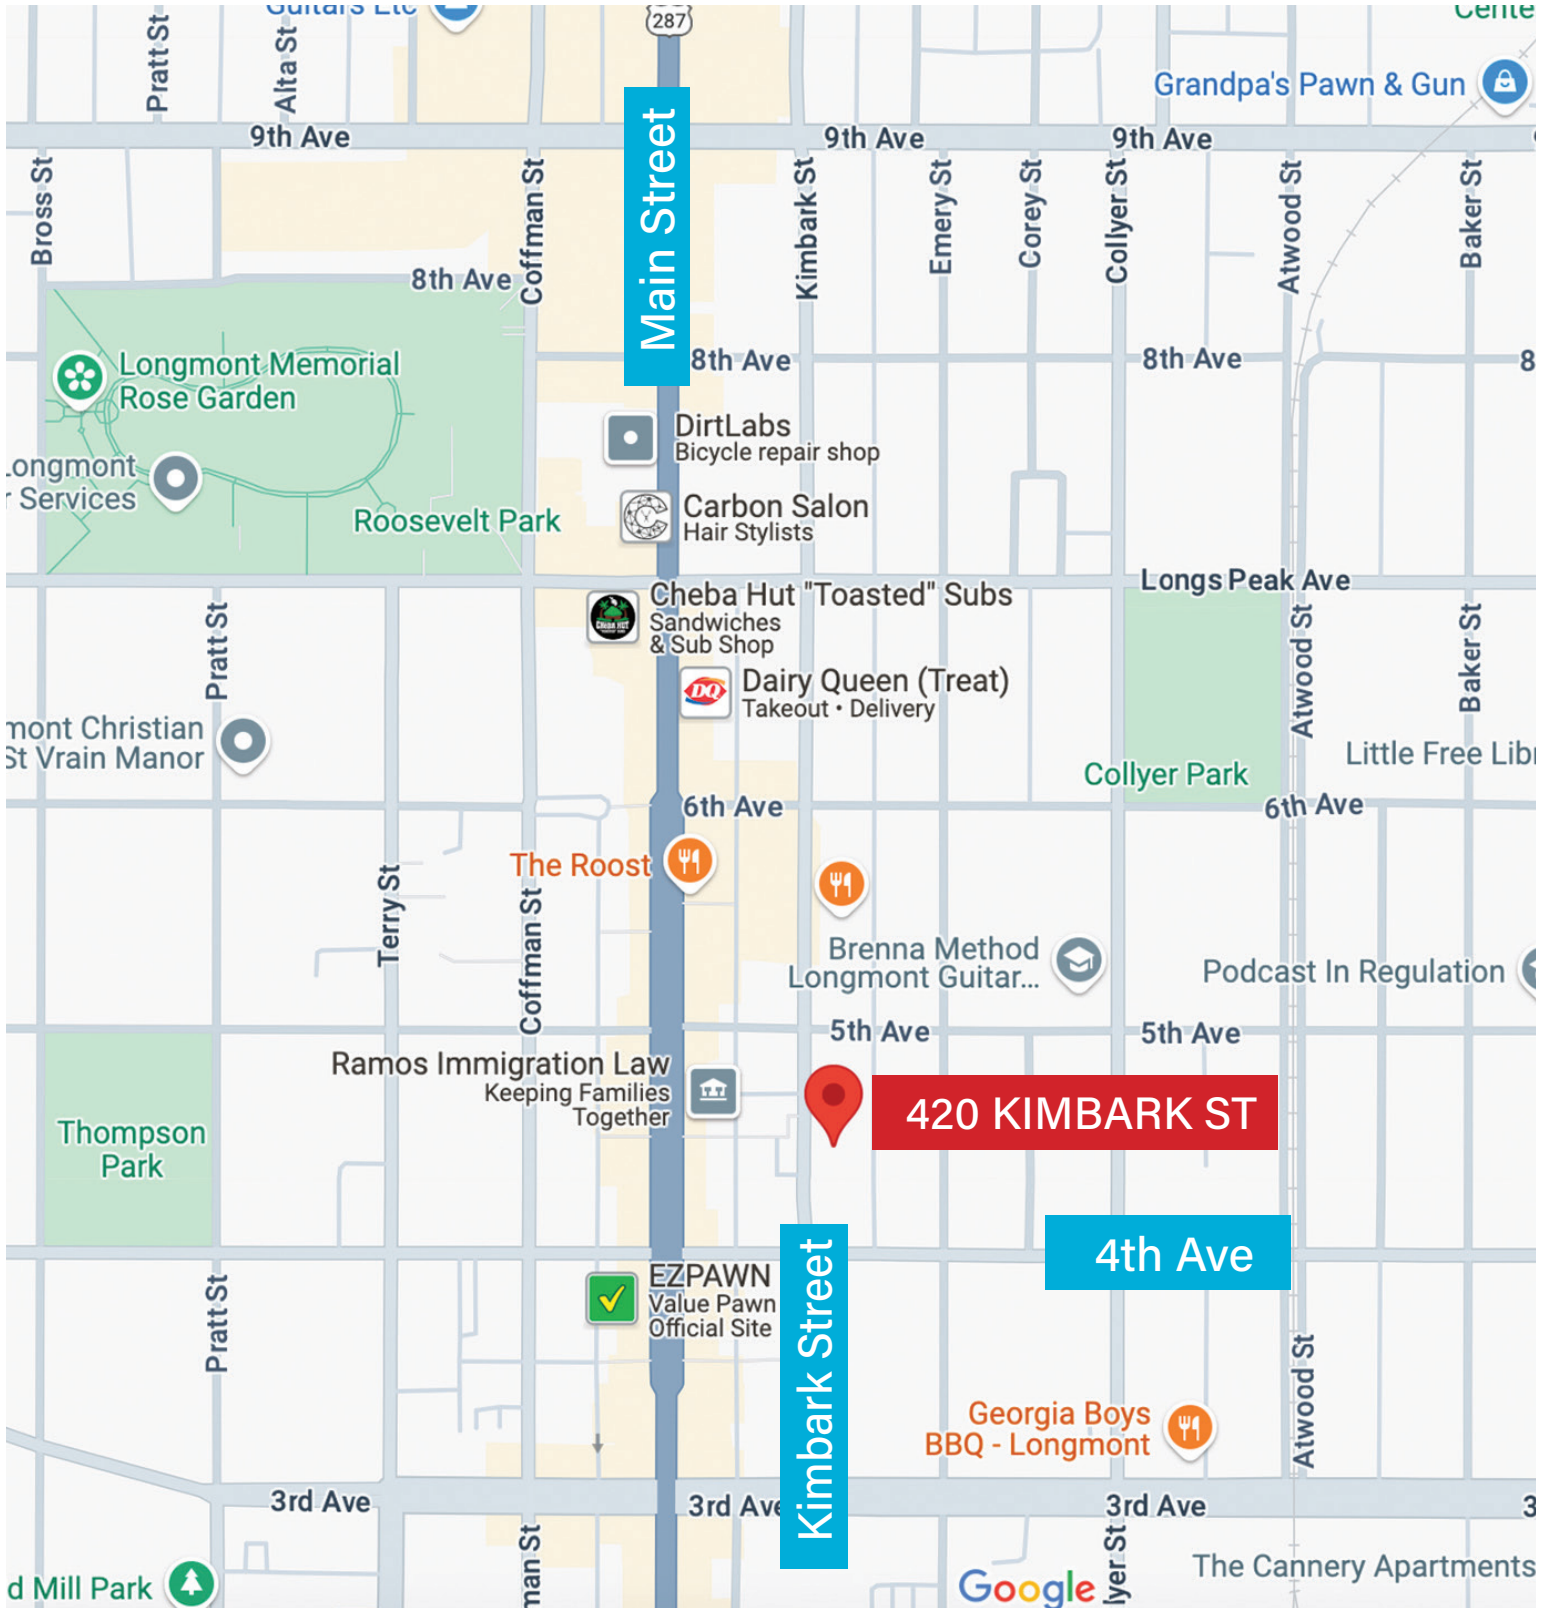 Guitars Etc
287
Cente
Pratt St
Alta St
Grandpa's Pawn & Gun
9th Ave
9th Ave
9th Ave
Main Street
Bross St
Coffman St
Kimbark St
Emery St
Corey St
Collyer St
Atwood St
Baker St
8th Ave
8th Ave
8th Ave
8
Longmont Memorial
Rose Garden
DirtLabs
Bicycle repair shop
Longmont
r Services
Carbon Salon
Hair Stylists
Roosevelt Park
Longs Peak Ave
Cheba Hut "Toasted" Subs
Sandwiches
& Sub Shop
Pratt St
Atwood St
Baker St
DQ
Dairy Queen (Treat)
Takeout • Delivery
mont Christian
St Vrain Manor
Little Free Libr
Collyer Park
6th Ave
6th Ave
The Roost
Terry St
Coffman St
Brenna Method
Longmont Guitar...
Podcast In Regulation
5th Ave
5th Ave
Ramos Immigration Law
Keeping Families
Together
420 KIMBARK ST
Thompson
Park
4th Ave
Kimbark Street
EZPAWN
Value Pawn
Official Site
Pratt St
Atwood St
Georgia Boys
BBQ - Longmont
3rd Ave
3rd Ave
3rd Ave
3
man St
lyer St
The Cannery Apartments
d Mill Park
Google